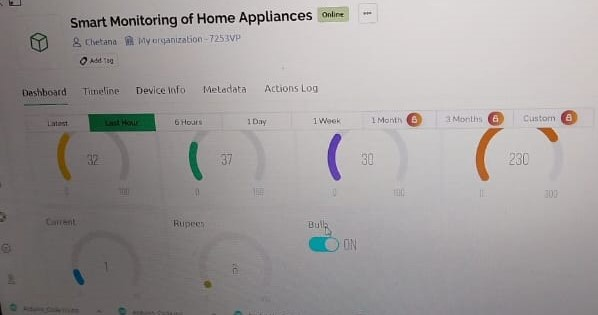 Smart Monitoring of Home Appliances Online
Chetana My organization - 7253VP
Add Tag
Dashboard Timeline Device Info Metadata Actions Log
Latest Last Hour 6 Hours 1 Day 1 Week 1 Month 3 Months Custom
32 37 30 230
0 100 0 0 100 0 300
Current Rupees Bulb
ON
1 6